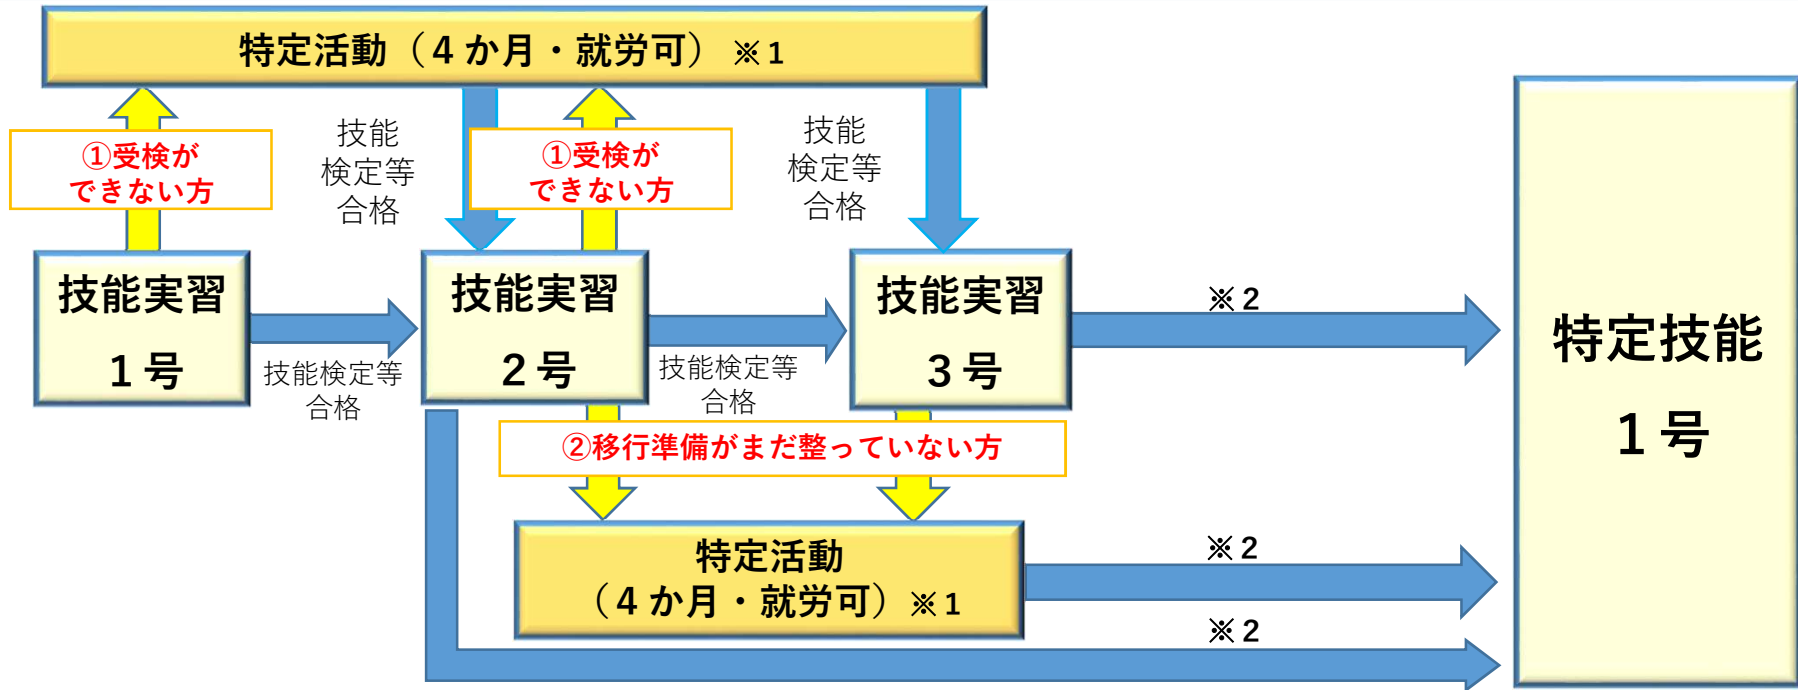 特定活動（４か月・就労可）※１
①受検が
できない方
技能
検定等
合格
①受検が
できない方
技能
検定等
合格
技能実習
１号
技能検定等
合格
技能実習
２号
技能検定等
合格
技能実習
３号
※２
特定技能
１号
②移行準備がまだ整っていない方
特定活動
（４か月・就労可）※１
※２
※２